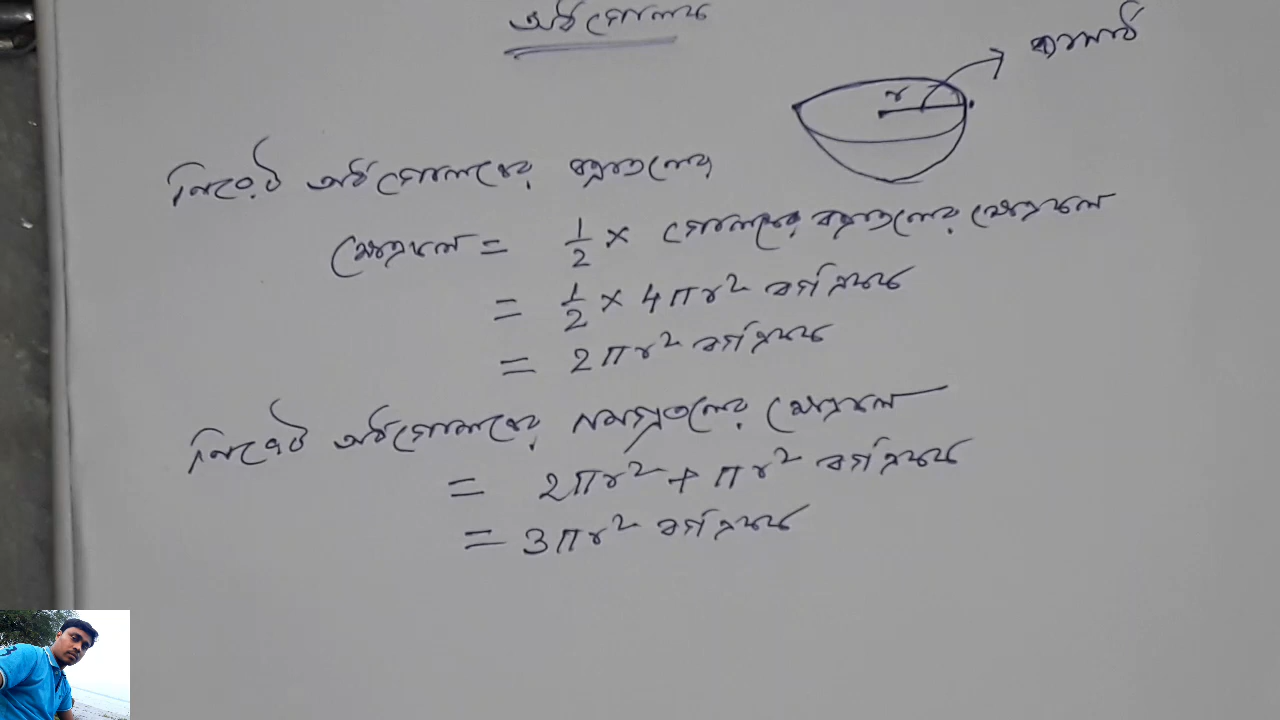 অর্ধগোলক
ব্যাসার্ধ
r
নিরেট অর্ধগোলকের বক্রতলের
ক্ষেত্রফল = 1/2 × গোলকের বক্রতলের ক্ষেত্রফল
= 1/2 × 4πr² বর্গএকক
= 2πr² বর্গএকক
নিরেট অর্ধগোলকের সমগ্রতলের ক্ষেত্রফল
= 2πr² + πr² বর্গএকক
= 3πr² বর্গএকক